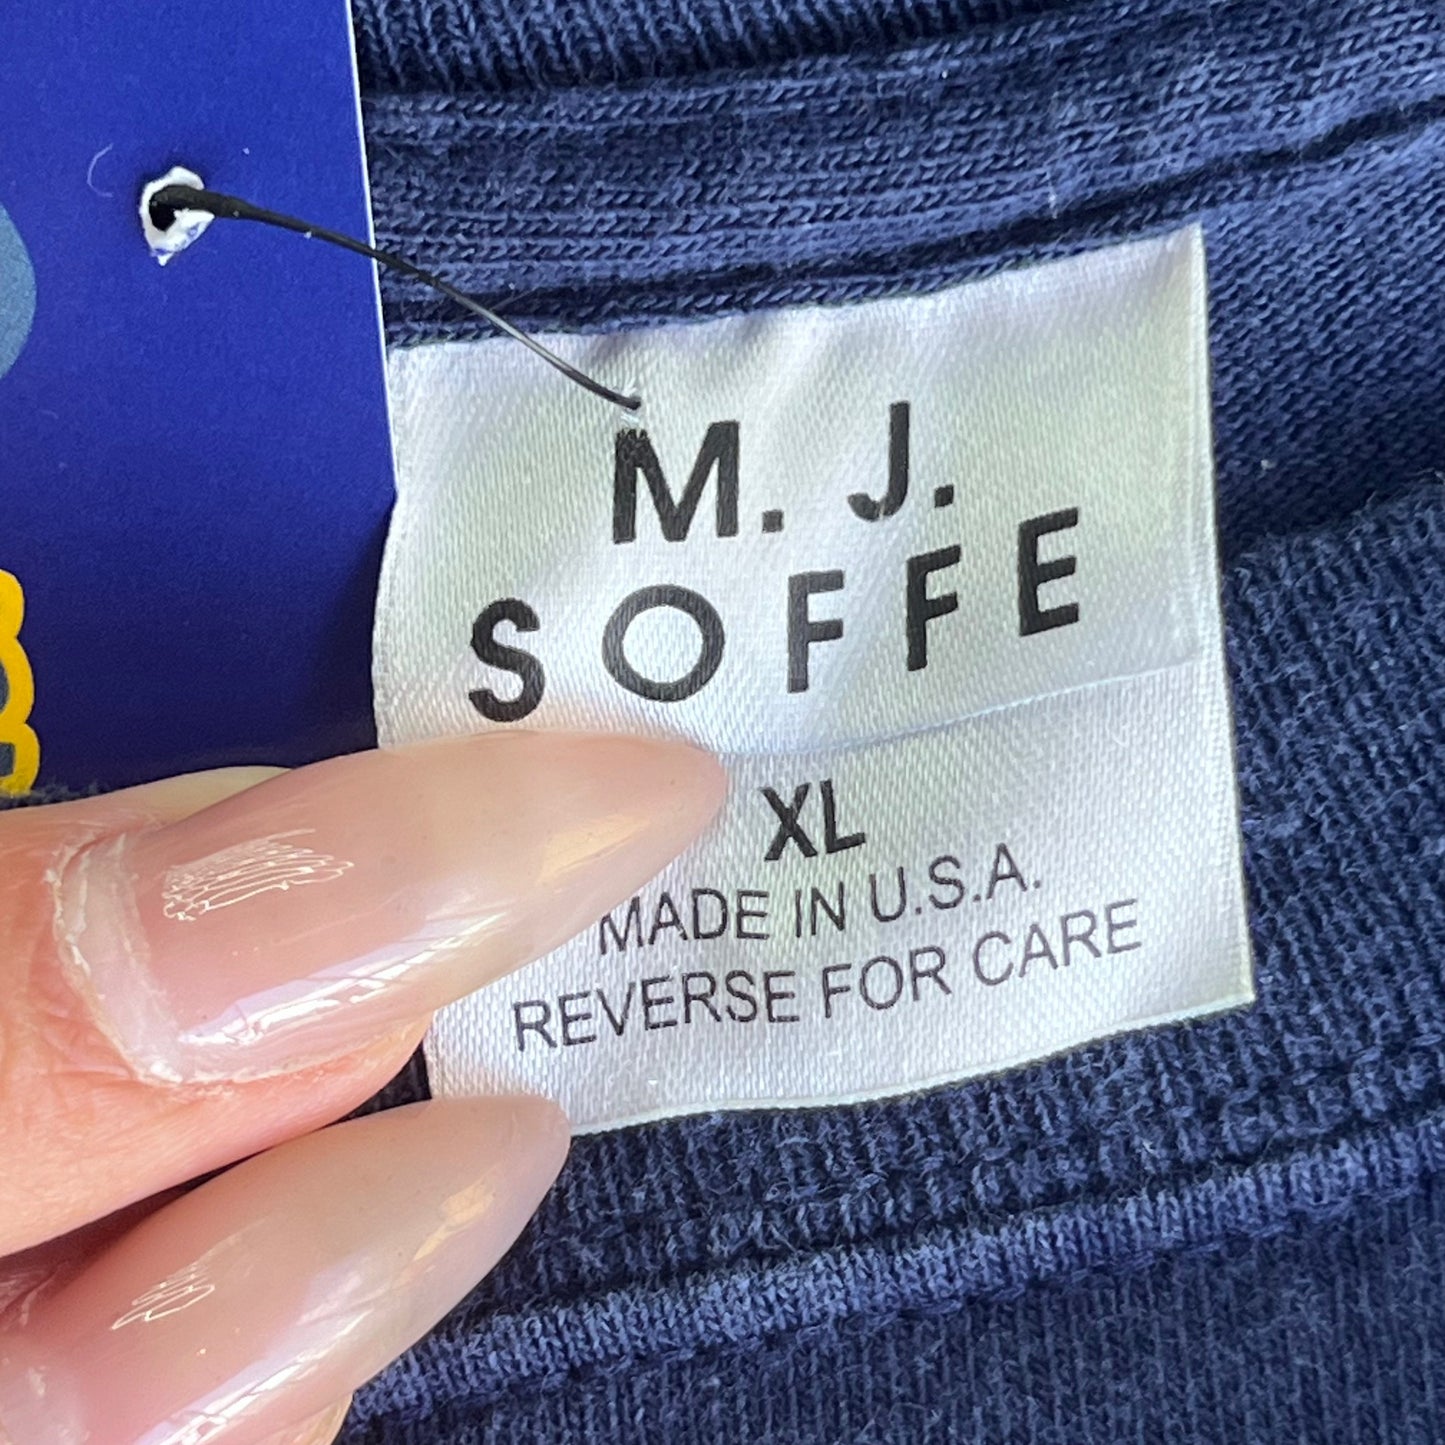 M. J.
SOFFE
XL
MADE IN U.S.A.
REVERSE FOR CARE